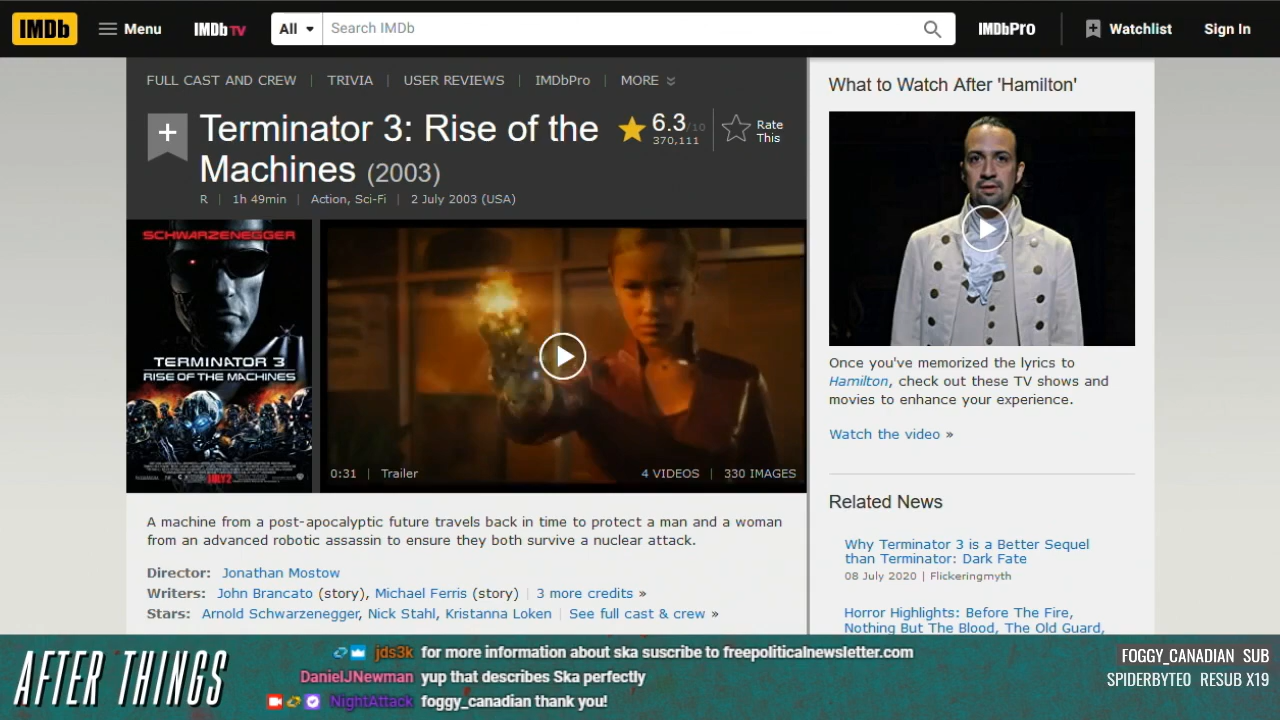 IMDb
Menu
IMDb TV
All
Search IMDb
IMDbPro
Watchlist
Sign In
FULL CAST AND CREW | TRIVIA | USER REVIEWS | IMDbPro | MORE
Terminator 3: Rise of the
Machines (2003)
6.3/10
370,111
Rate
This
R | 1h 49min | Action, Sci-Fi | 2 July 2003 (USA)
SCHWARZENEGGER
TERMINATOR 3
RISE OF THE MACHINES
JULY 2
0:31 | Trailer
4 VIDEOS | 330 IMAGES
A machine from a post-apocalyptic future travels back in time to protect a man and a woman
from an advanced robotic assassin to ensure they both survive a nuclear attack.
Director: Jonathan Mostow
Writers: John Brancato (story), Michael Ferris (story) | 3 more credits »
Stars: Arnold Schwarzenegger, Nick Stahl, Kristanna Loken | See full cast & crew »
What to Watch After 'Hamilton'
Once you've memorized the lyrics to
Hamilton, check out these TV shows and
movies to enhance your experience.
Watch the video »
Related News
Why Terminator 3 is a Better Sequel
than Terminator: Dark Fate
08 July 2020 | Flickeringmyth
Horror Highlights: Before The Fire,
Nothing But The Blood, The Old Guard,
AFTER THINGS
jds3k for more information about ska suscribe to freepoliticalnewsletter.com
DanielJNewman yup that describes Ska perfectly
NightAttack foggy_canadian thank you!
FOGGY_CANADIAN SUB
SPIDERBYTE0 RESUB X19